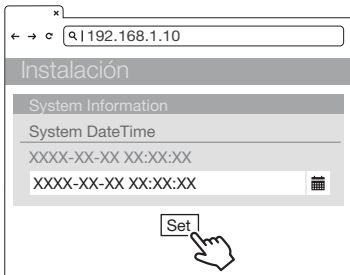 192.168.1.10
Instalación
System Information
System DateTime
XXXX-XX-XX XX:XX:XX
XXXX-XX-XX XX:XX:XX
Set